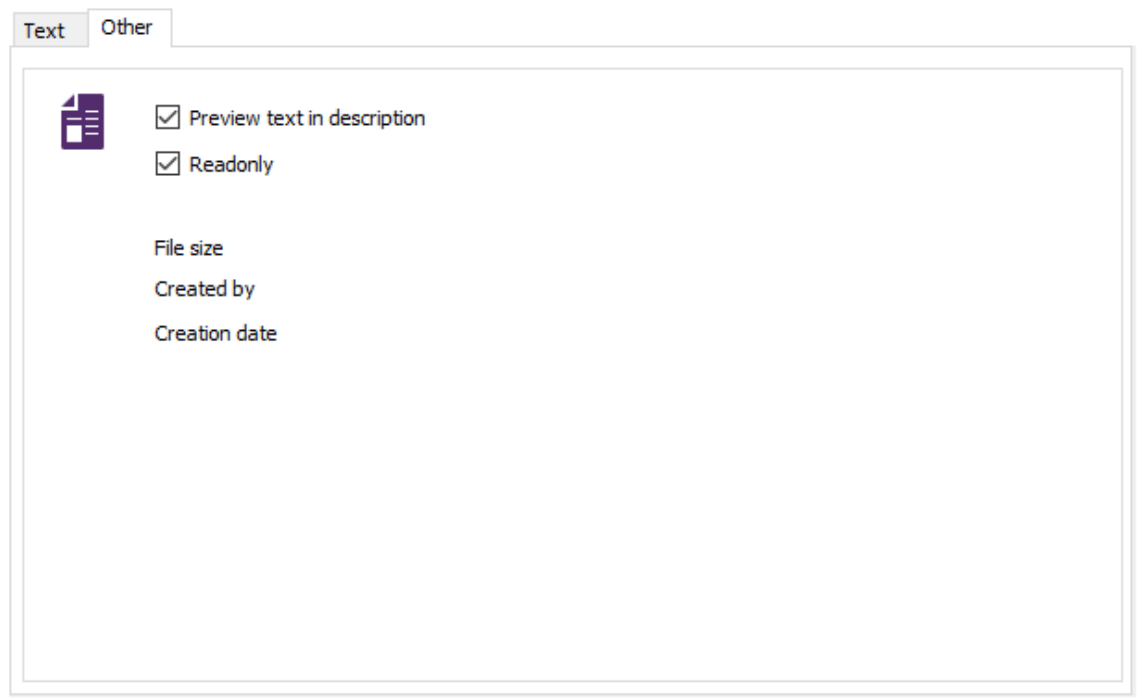 Text Other
Preview text in description
Readonly
File size
Created by
Creation date